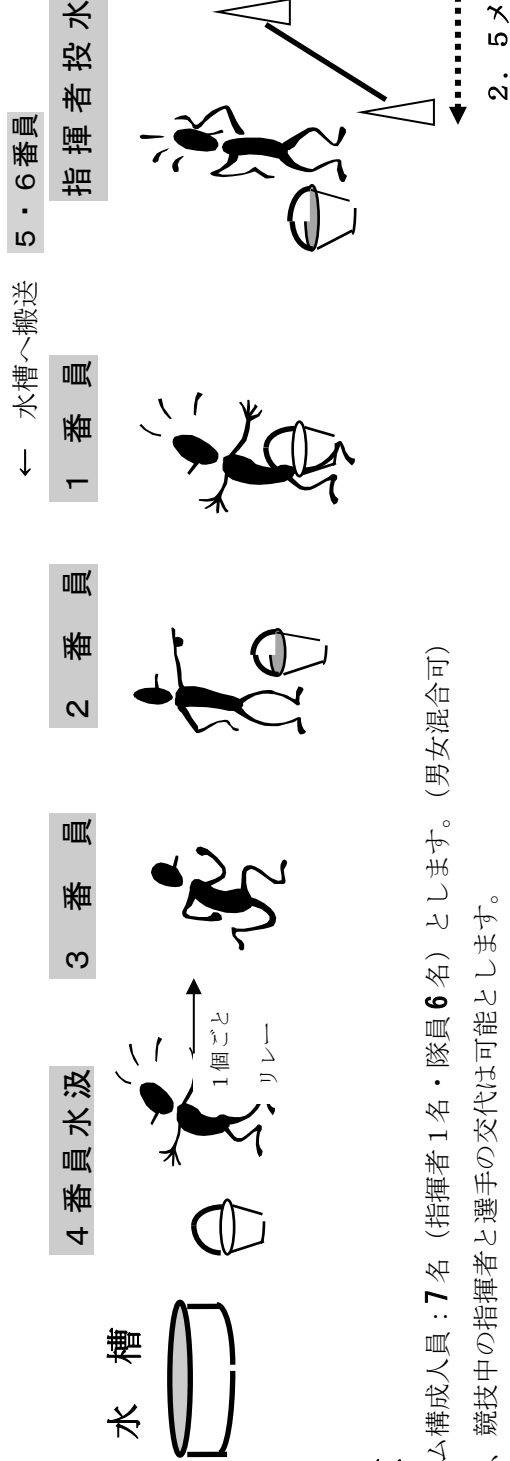 5・6番員
← 水槽へ搬送
指揮者投水
1番員
2番員
3番員
4番員水汲
1個ごと
リレー
水槽
2.5メ
ム構成人員：7名（指揮者1名・隊員6名）とします。（男女混合可）
、競技中の指揮者と選手の交代は可能とします。